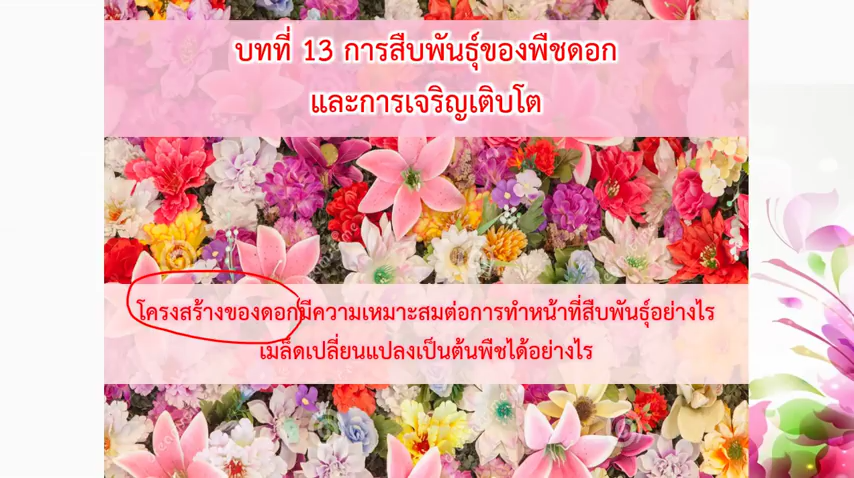 บทที่ 13 การสืบพันธุ์ของพืชดอก
และการเจริญเติบโต
โครงสร้างของดอกมีความเหมาะสมต่อการทำหน้าที่สืบพันธุ์อย่างไร
เมล็ดเปลี่ยนแปลงเป็นต้นพืชได้อย่างไร